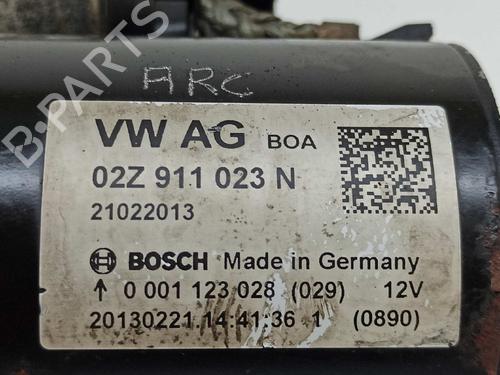 B-PARTS
ARC
VW AG BOA
02Z 911 023 N
21022013
BOSCH Made in Germany
↑ 0 001 123 028 (029) 12V
20130221 14:41:36 1 (0890)